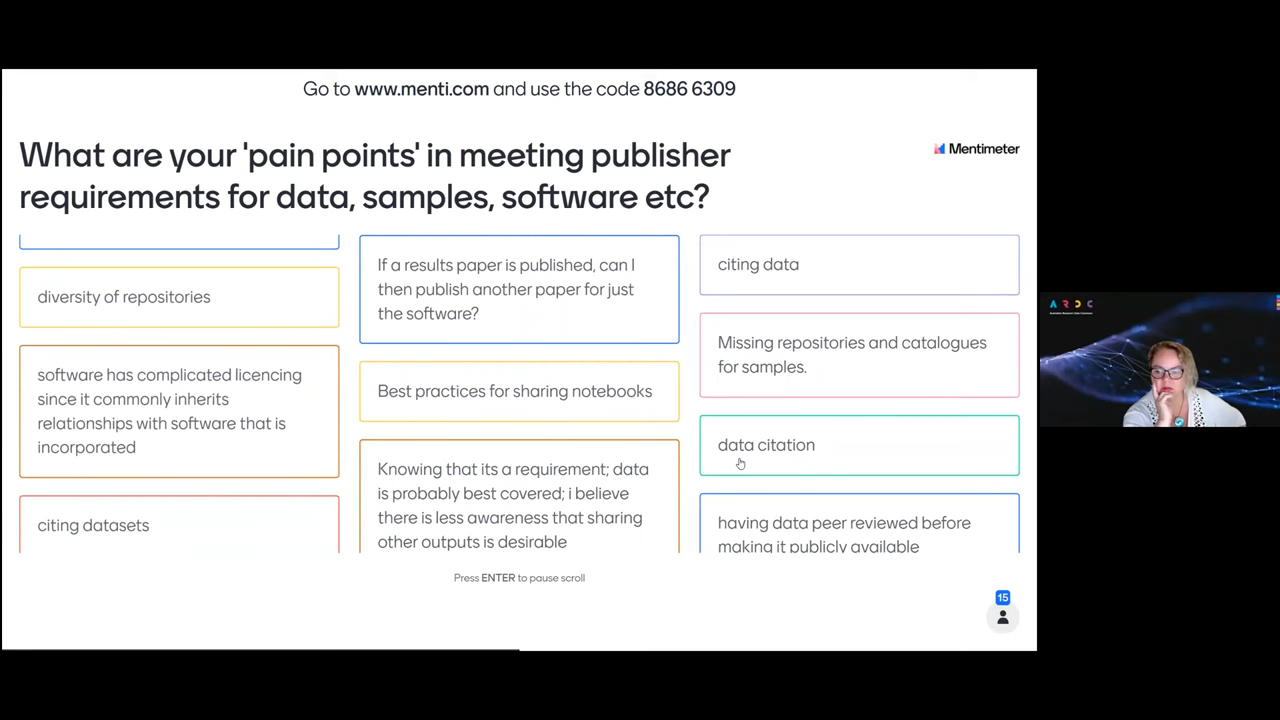 Go to www.menti.com and use the code 8686 6309
What are your 'pain points' in meeting publisher
requirements for data, samples, software etc?
Mentimeter
diversity of repositories
software has complicated licencing
since it commonly inherits
relationships with software that is
incorporated
citing datasets
If a results paper is published, can I
then publish another paper for just
the software?
Best practices for sharing notebooks
Knowing that its a requirement; data
is probably best covered; i believe
there is less awareness that sharing
other outputs is desirable
citing data
Missing repositories and catalogues
for samples.
data citation
having data peer reviewed before
making it publicly available
Press ENTER to pause scroll
15
ARDC
Australian Research Data Commons